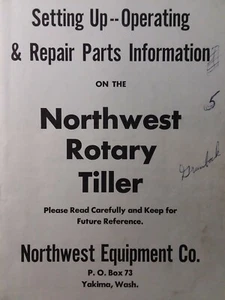 Setting Up--Operating
& Repair Parts Information
ON THE
5
Northwest
Rotary
Tiller
Please Read Carefully and Keep for
Future Reference.
Northwest Equipment Co.
P. O. Box 73
Yakima, Wash.